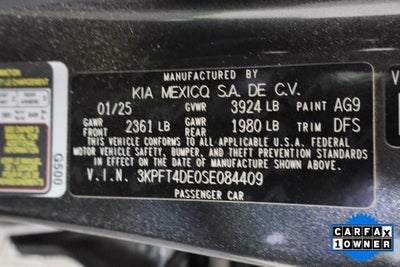 MANUFACTURED BY
KIA MEXICO, S.A. DE C.V.
01/25 GVWR 3924 LB PAINT AG9
GAWR FRONT 2361 LB GAWR REAR 1980 LB TRIM DFS
THIS VEHICLE CONFORMS TO ALL APPLICABLE U.S.A. FEDERAL
MOTOR VEHICLE SAFETY, BUMPER, AND THEFT PREVENTION STANDARDS
IN EFFECT ON THE DATE OF MANUFACTURE SHOWN ABOVE.
V.I.N. 3KPFT4DE0SE084409
PASSENGER CAR
G500
CARFAX
1 OWNER